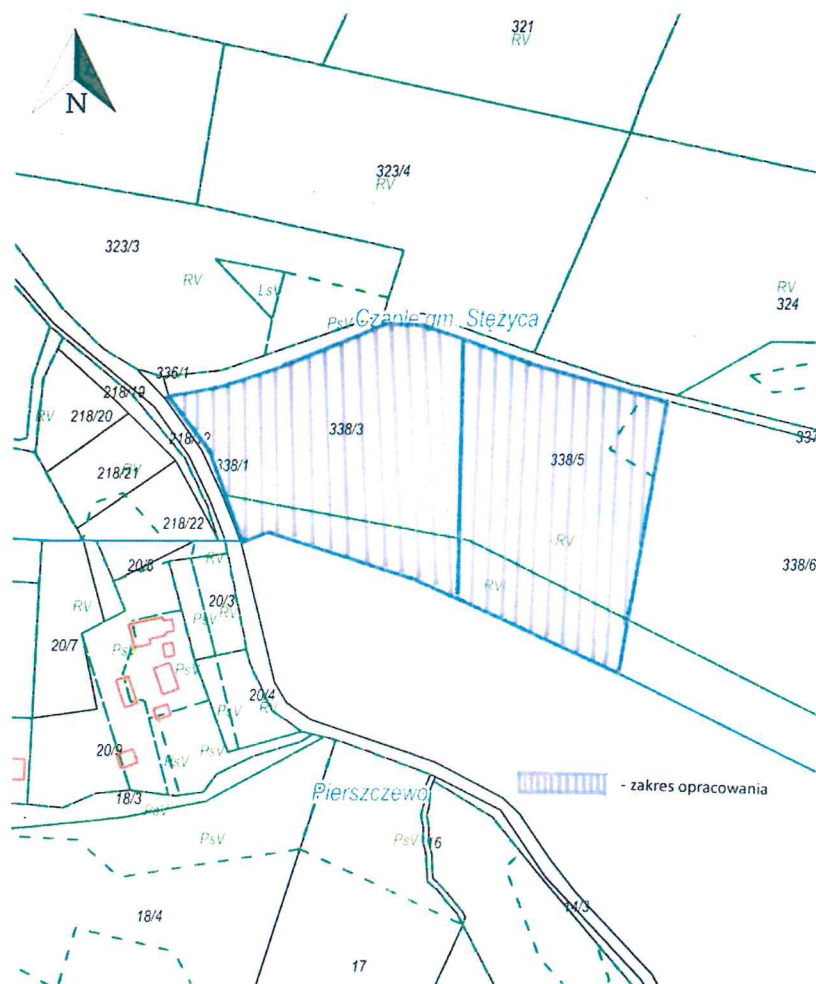 321
RV
N
323/4
RV
323/3
RV
LsV
RV
324
PsV
Czaple gm. Stężyca
336/1
218/19
RV
218/20
338/3
338/1
338/5
218/21
RV
218/22
RV
338/6
20/8
RV
RV
20/3
RV
PsV
RV
20/7
PsV
PsV
20/4
RV
PsV
20/9
PsV
PsV
18/3
PsV
Pierszczewo
- zakres opracowania
PsV
PsV
16
14/3
18/4
17